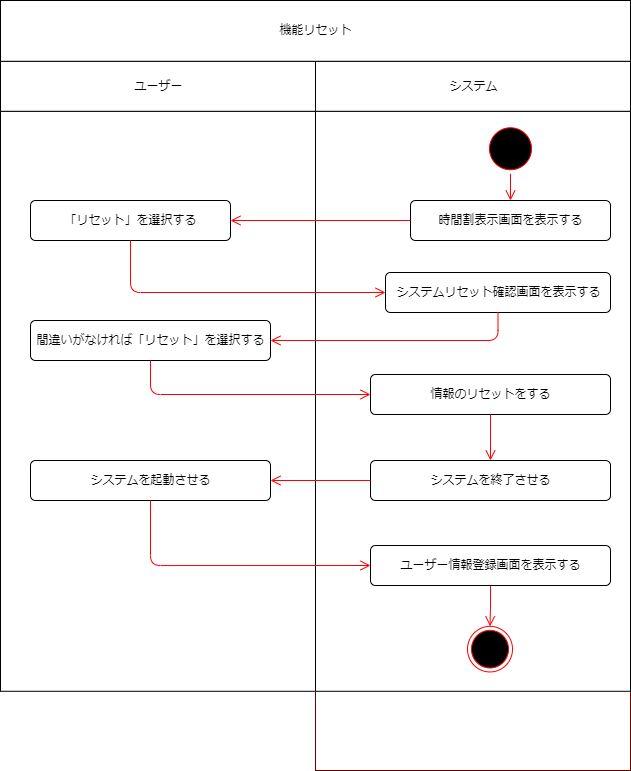 機能リセット
ユーザー
システム
時間割表示画面を表示する
「リセット」を選択する
システムリセット確認画面を表示する
間違いがなければ「リセット」を選択する
情報のリセットをする
システムを終了させる
システムを起動させる
ユーザー情報登録画面を表示する